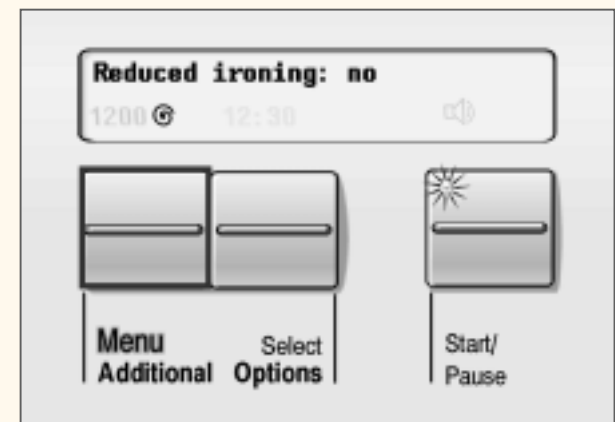 Reduced ironing: no
1200 12:30
Menu Select
Additional Options
Start/
Pause